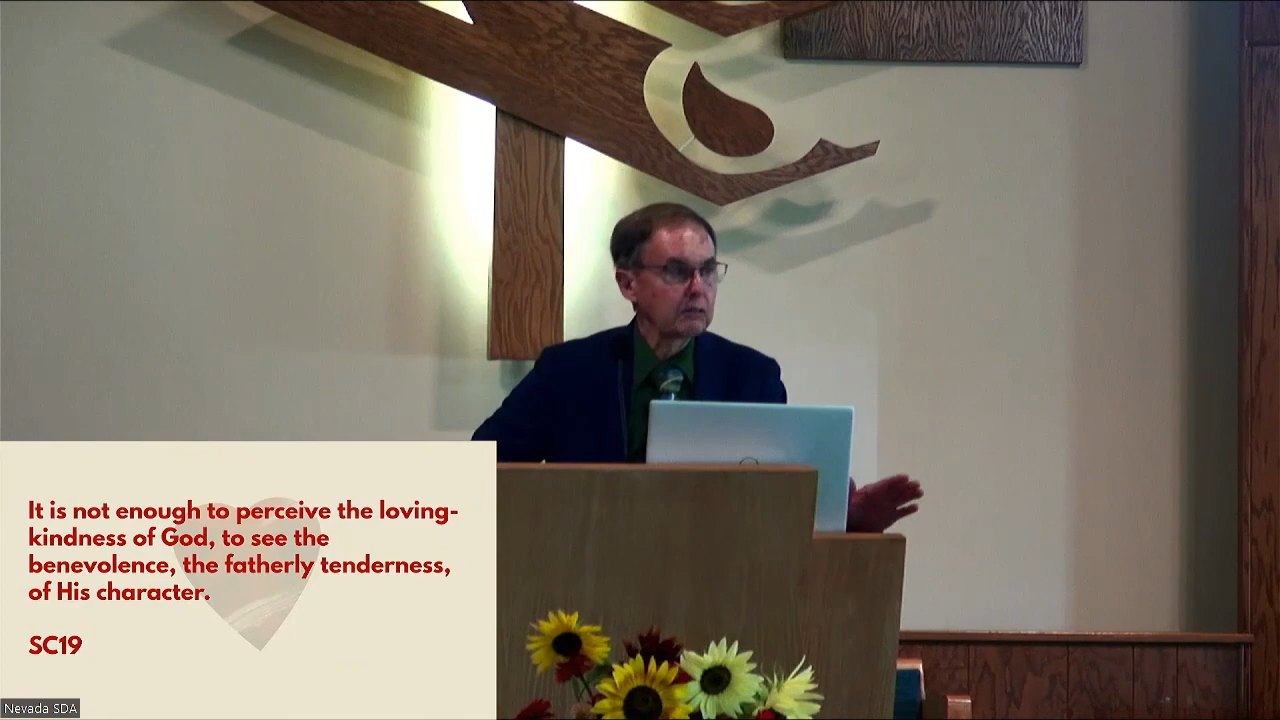 It is not enough to perceive the loving-
kindness of God, to see the
benevolence, the fatherly tenderness,
of His character.
SC19
Nevada SDA